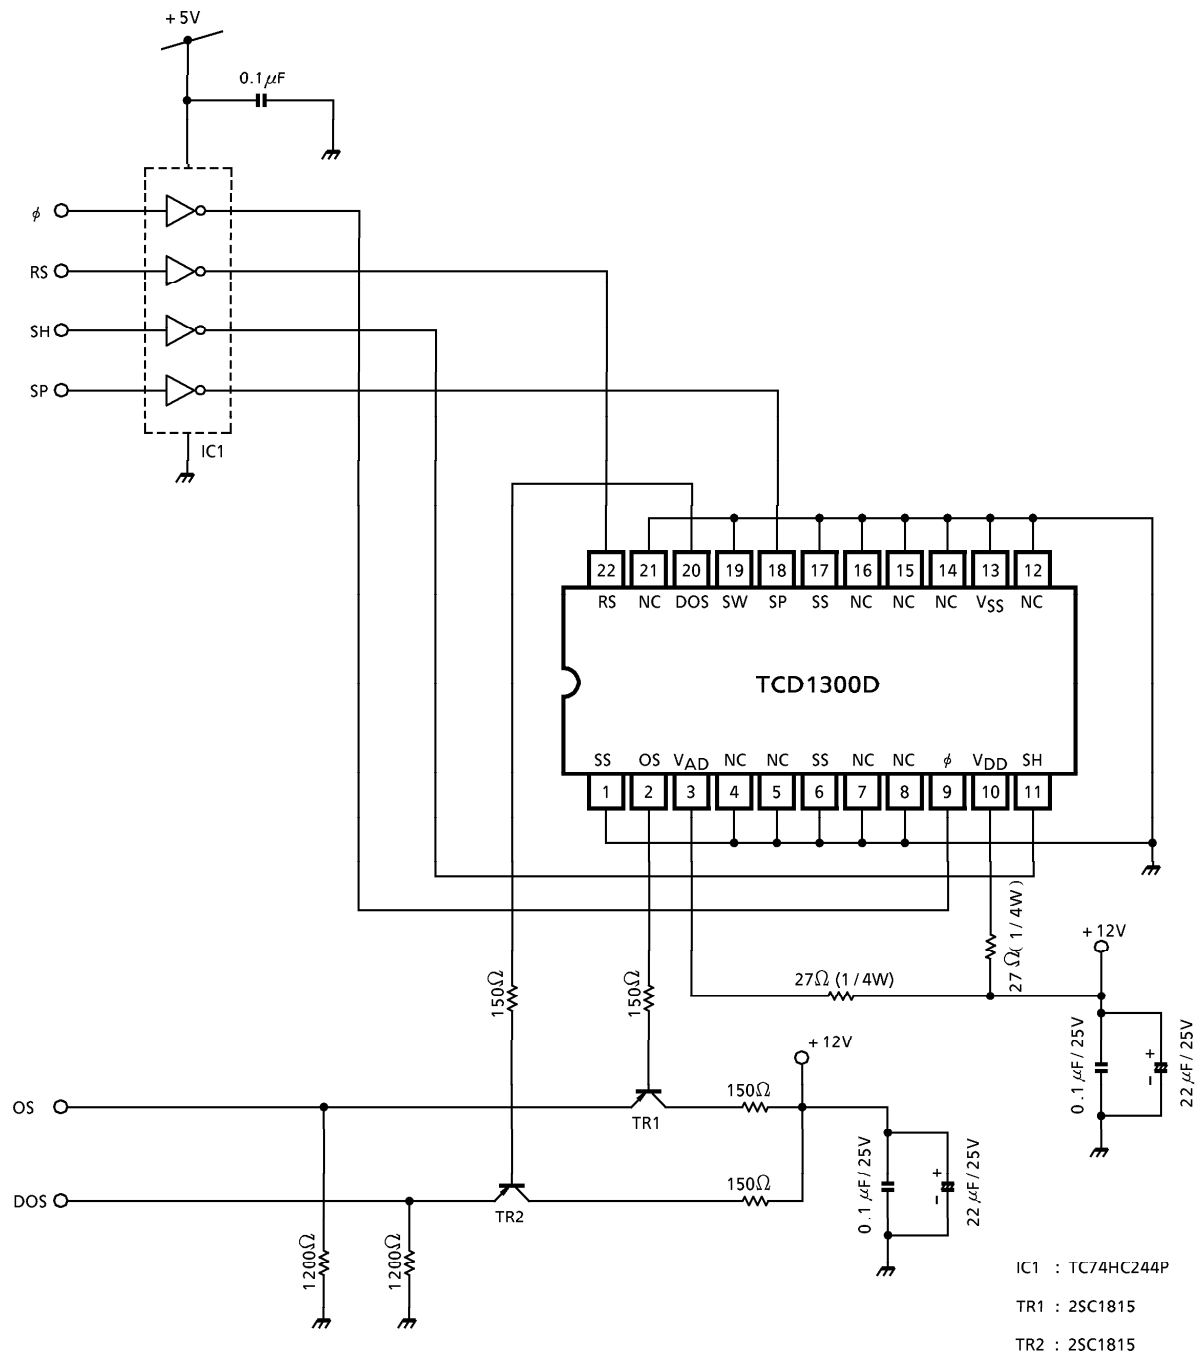 +5V
0.1μF
ϕ
RS
SH
SP
IC1
22 21 20 19 18 17 16 15 14 13 12
RS NC DOS SW SP SS NC NC NC VSS NC
TCD1300D
SS OS VAD NC NC SS NC NC ϕ VDD SH
1 2 3 4 5 6 7 8 9 10 11
27Ω(1/4W)
+12V
27Ω (1/4W)
150Ω
150Ω
0.1μF/25V
+
-
22μF/25V
+12V
OS
150Ω
TR1
DOS
150Ω
TR2
0.1μF/25V
+
-
22μF/25V
1200Ω
1200Ω
IC1 : TC74HC244P
TR1 : 2SC1815
TR2 : 2SC1815